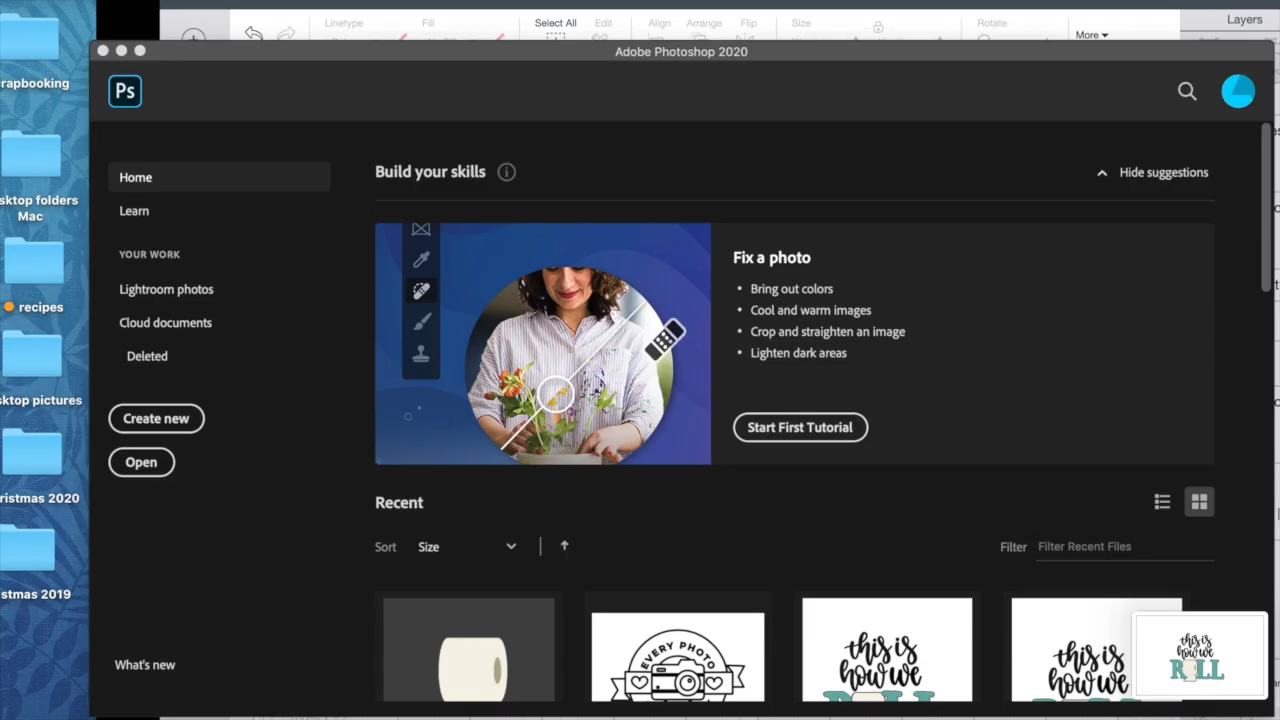 Linetype
Fill
Select All
Edit
Align
Arrange
Flip
Size
Rotate
More
Layers
Adobe Photoshop 2020
Ps
rapbooking
sktop folders
Mac
recipes
sktop pictures
ristmas 2020
stmas 2019
Home
Learn
YOUR WORK
Lightroom photos
Cloud documents
Deleted
Create new
Open
What's new
Build your skills
Hide suggestions
Fix a photo
• Bring out colors
• Cool and warm images
• Crop and straighten an image
• Lighten dark areas
Start First Tutorial
Recent
Sort
Size
Filter
Filter Recent Files
EVERY PHOTO
this is
how we
ROLL
this is
how we
this is
how we
ROLL